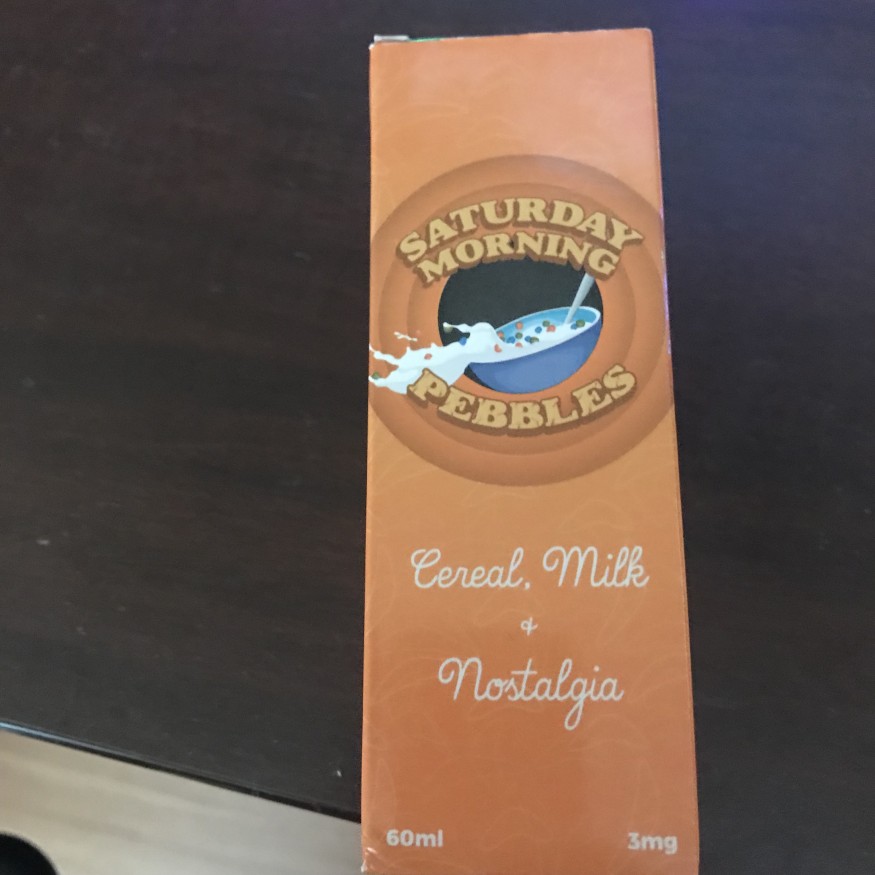 SATURDAY
MORNING
PEBBLES
Cereal, Milk
&
Nostalgia
60ml 3mg